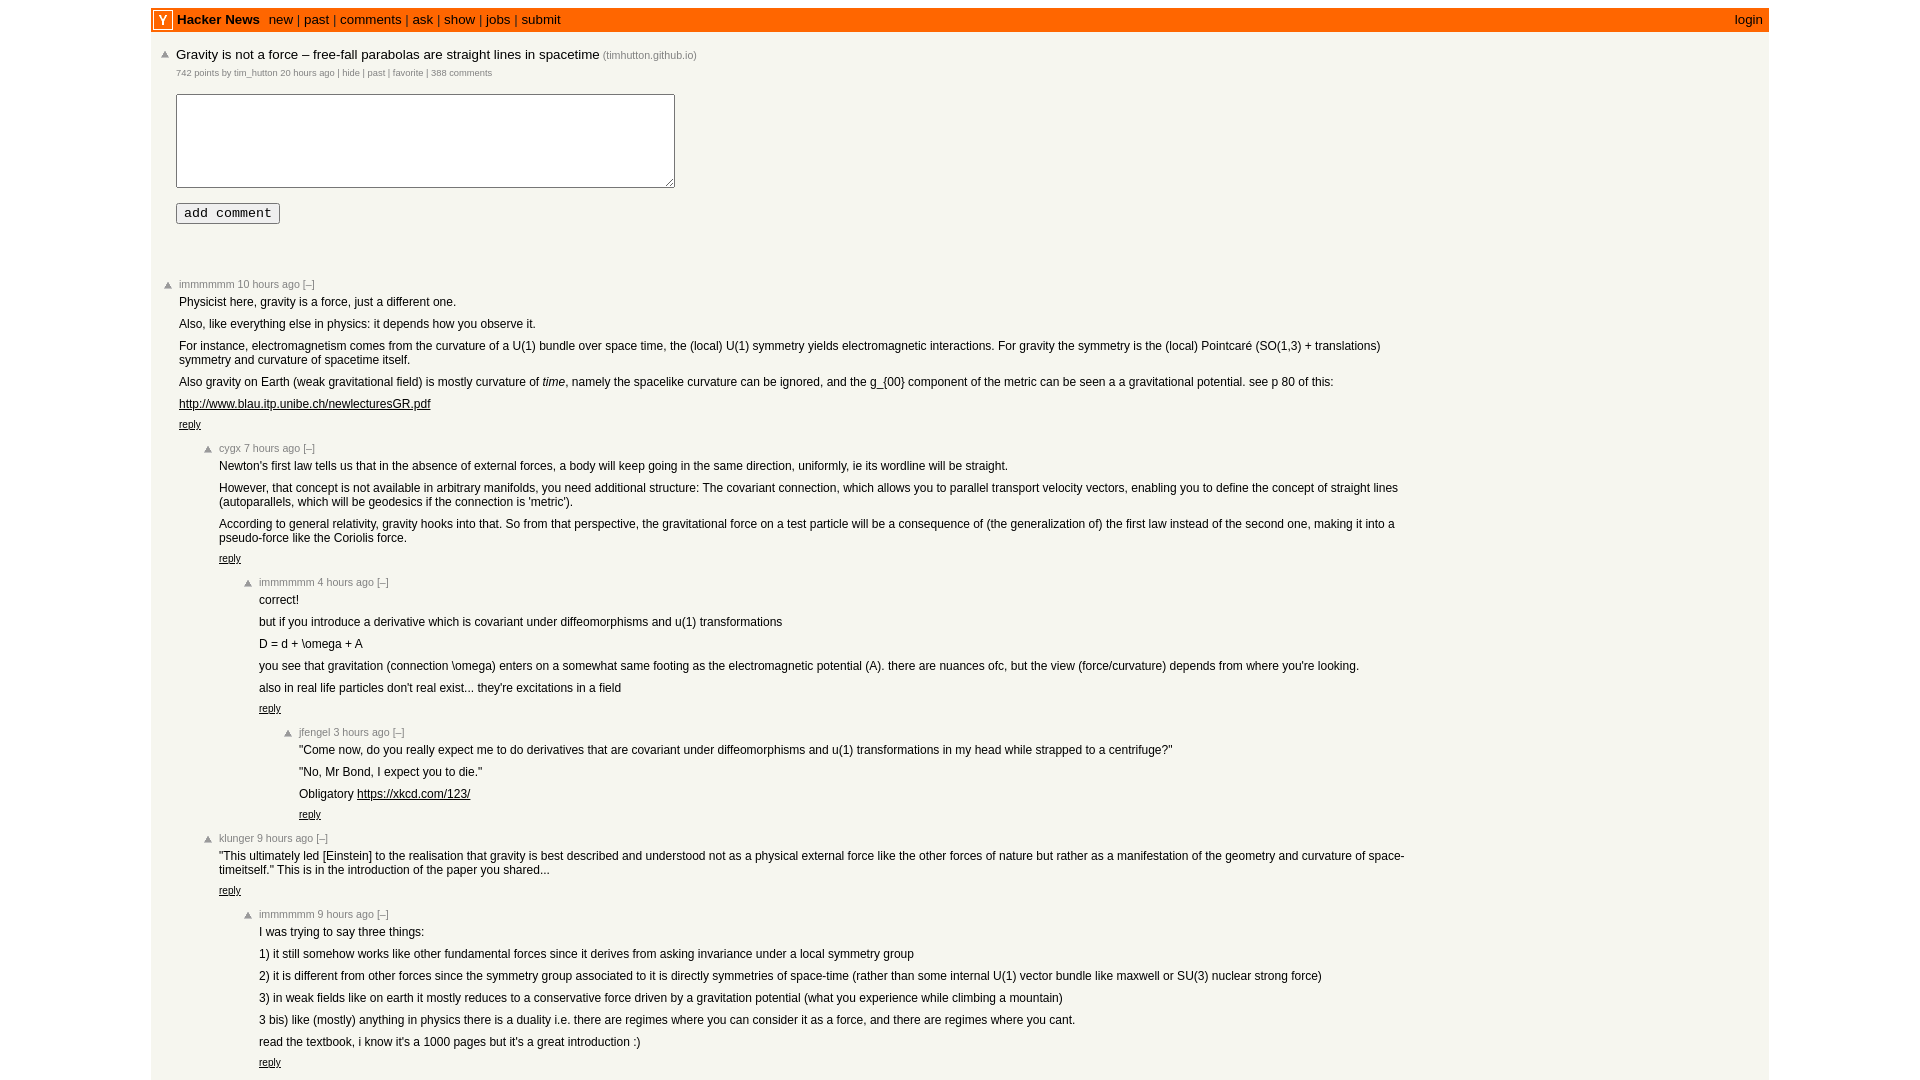 Y Hacker News new | past | comments | ask | show | jobs | submit login
Gravity is not a force – free-fall parabolas are straight lines in spacetime (timhutton.github.io)
742 points by tim_hutton 20 hours ago | hide | past | favorite | 388 comments
add comment
immmmmm 10 hours ago [–]
Physicist here, gravity is a force, just a different one.
Also, like everything else in physics: it depends how you observe it.
For instance, electromagnetism comes from the curvature of a U(1) bundle over space time, the (local) U(1) symmetry yields electromagnetic interactions. For gravity the symmetry is the (local) Pointcaré (SO(1,3) + translations)
symmetry and curvature of spacetime itself.
Also gravity on Earth (weak gravitational field) is mostly curvature of time, namely the spacelike curvature can be ignored, and the g_{00} component of the metric can be seen a a gravitational potential. see p 80 of this:
http://www.blau.itp.unibe.ch/newlecturesGR.pdf
reply
cygx 7 hours ago [–]
Newton's first law tells us that in the absence of external forces, a body will keep going in the same direction, uniformly, ie its wordline will be straight.
However, that concept is not available in arbitrary manifolds, you need additional structure: The covariant connection, which allows you to parallel transport velocity vectors, enabling you to define the concept of straight lines
(autoparallels, which will be geodesics if the connection is 'metric').
According to general relativity, gravity hooks into that. So from that perspective, the gravitational force on a test particle will be a consequence of (the generalization of) the first law instead of the second one, making it into a
pseudo-force like the Coriolis force.
reply
immmmmm 4 hours ago [–]
correct!
but if you introduce a derivative which is covariant under diffeomorphisms and u(1) transformations
D = d + \omega + A
you see that gravitation (connection \omega) enters on a somewhat same footing as the electromagnetic potential (A). there are nuances ofc, but the view (force/curvature) depends from where you're looking.
also in real life particles don't real exist... they're excitations in a field
reply
jfengel 3 hours ago [–]
"Come now, do you really expect me to do derivatives that are covariant under diffeomorphisms and u(1) transformations in my head while strapped to a centrifuge?"
"No, Mr Bond, I expect you to die."
Obligatory https://xkcd.com/123/
reply
klunger 9 hours ago [–]
"This ultimately led [Einstein] to the realisation that gravity is best described and understood not as a physical external force like the other forces of nature but rather as a manifestation of the geometry and curvature of space-
timeitself." This is in the introduction of the paper you shared...
reply
immmmmm 9 hours ago [–]
I was trying to say three things:
1) it still somehow works like other fundamental forces since it derives from asking invariance under a local symmetry group
2) it is different from other forces since the symmetry group associated to it is directly symmetries of space-time (rather than some internal U(1) vector bundle like maxwell or SU(3) nuclear strong force)
3) in weak fields like on earth it mostly reduces to a conservative force driven by a gravitation potential (what you experience while climbing a mountain)
3 bis) like (mostly) anything in physics there is a duality i.e. there are regimes where you can consider it as a force, and there are regimes where you cant.
read the textbook, i know it's a 1000 pages but it's a great introduction :)
reply